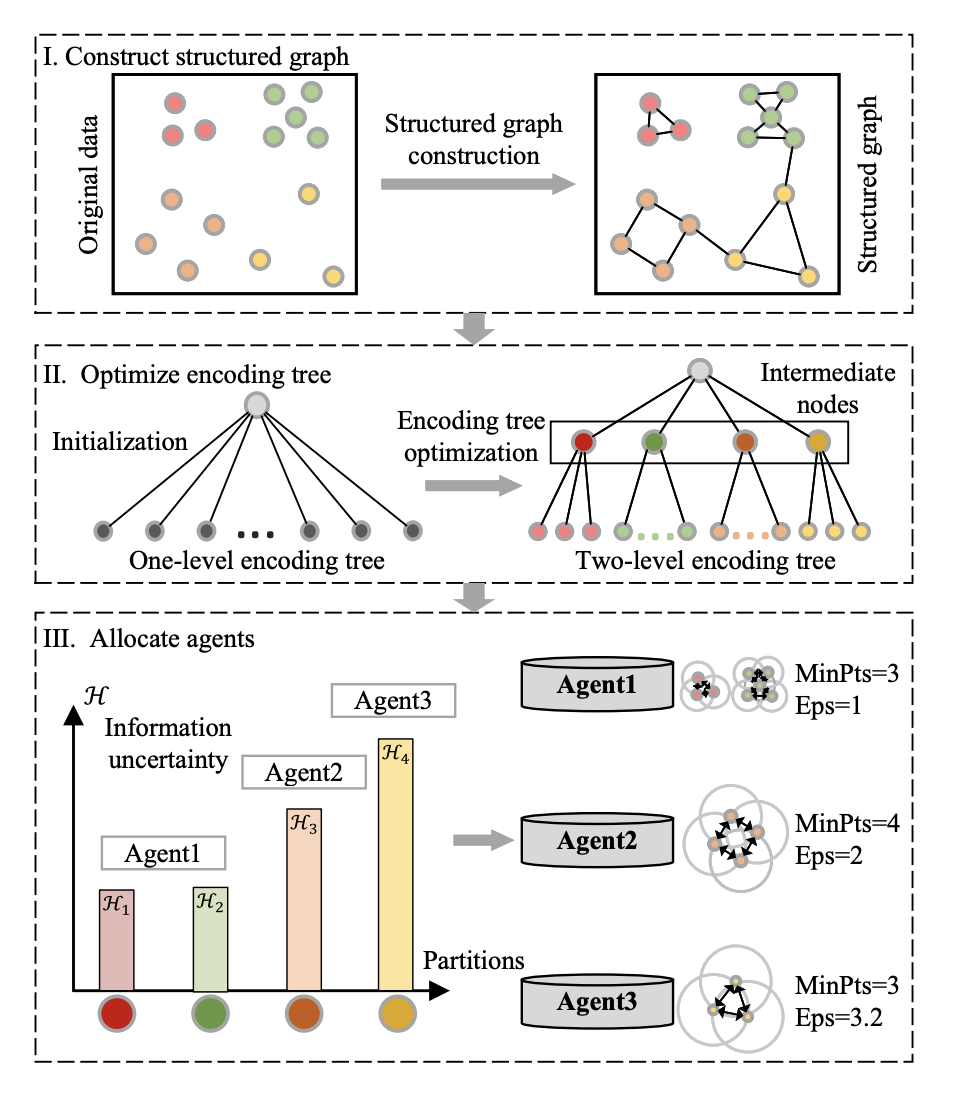 I. Construct structured graph
Original data
Structured graph
construction
Structured graph
II. Optimize encoding tree
Initialization
Encoding tree
optimization
Intermediate
nodes
One-level encoding tree
Two-level encoding tree
III. Allocate agents
ℋ
Information
uncertainty
Agent1
Agent2
Agent3
ℋ₁
ℋ₂
ℋ₃
ℋ₄
Partitions
Agent1
MinPts=3
Eps=1
Agent2
MinPts=4
Eps=2
Agent3
MinPts=3
Eps=3.2